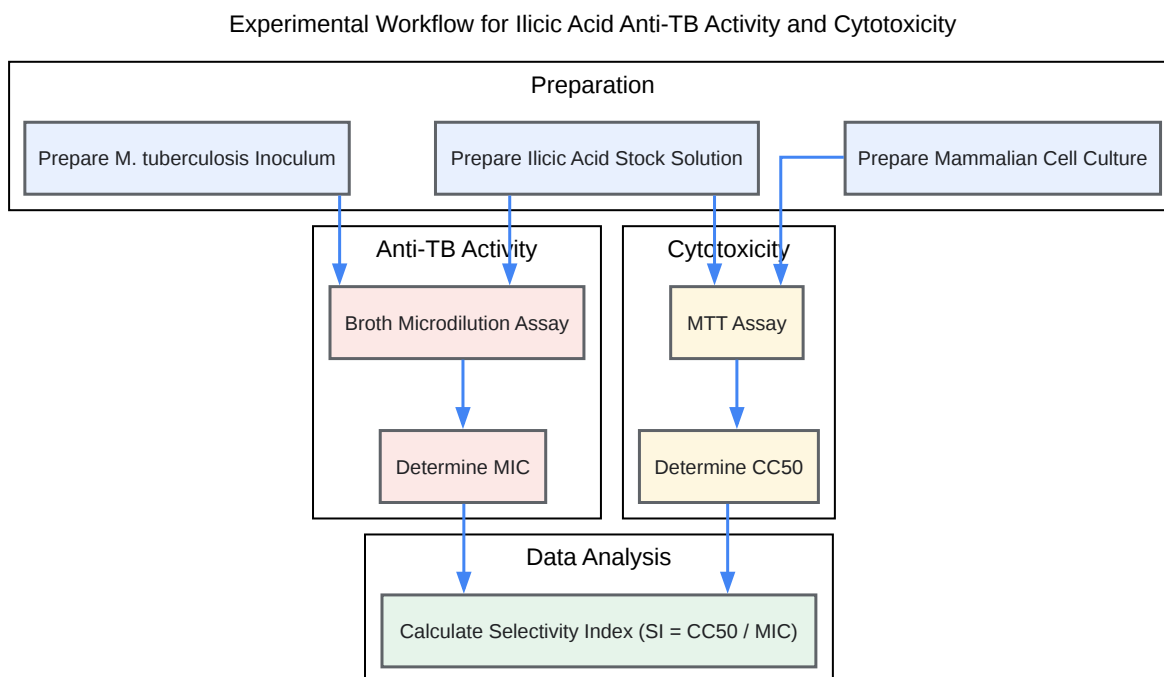 Experimental Workflow for Ilicic Acid Anti-TB Activity and Cytotoxicity
Preparation
Prepare M. tuberculosis Inoculum
Prepare Ilicic Acid Stock Solution
Prepare Mammalian Cell Culture
Anti-TB Activity
Cytotoxicity
Broth Microdilution Assay
MTT Assay
Determine MIC
Determine CC50
Data Analysis
Calculate Selectivity Index (SI = CC50 / MIC)